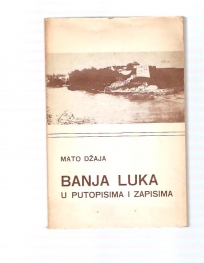 MATO DŽAJA
BANJA LUKA
U PUTOPISIMA I ZAPISIMA